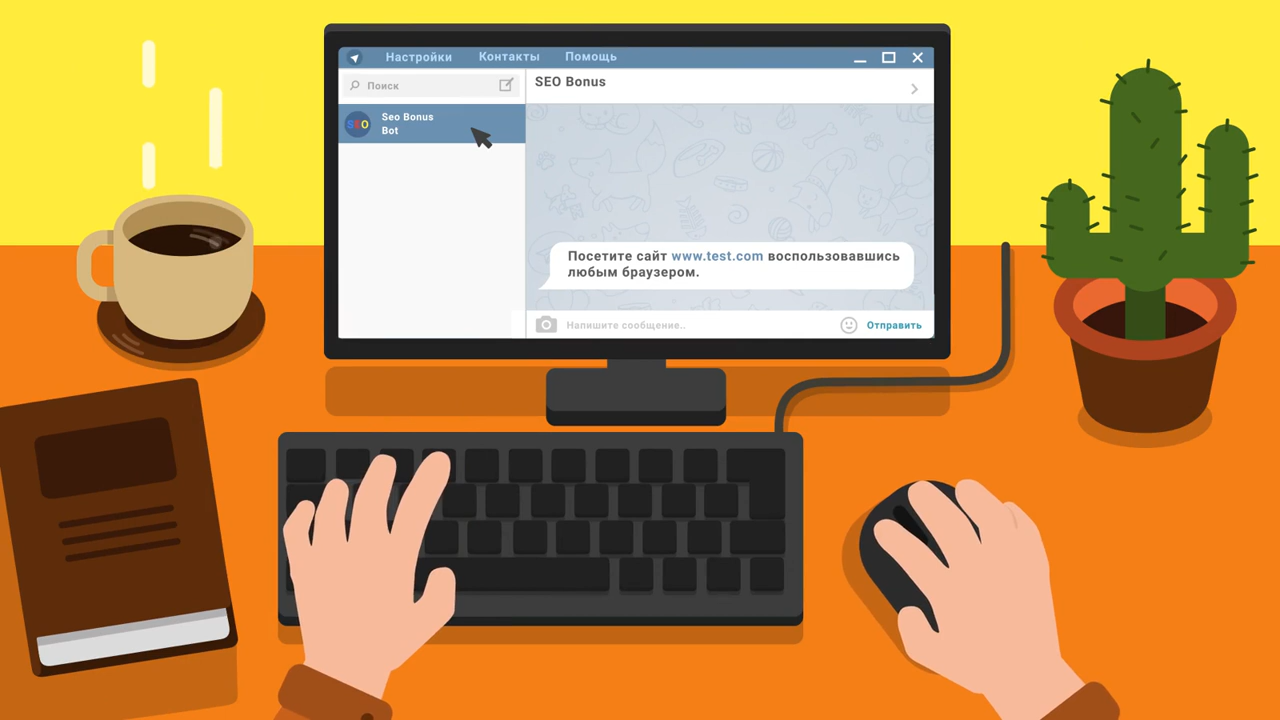 Настройки Контакты Помощь
Поиск
SEO Bonus
SEO
Seo Bonus
Bot
Посетите сайт www.test.com воспользовавшись
любым браузером.
Напишите сообщение..
Отправить